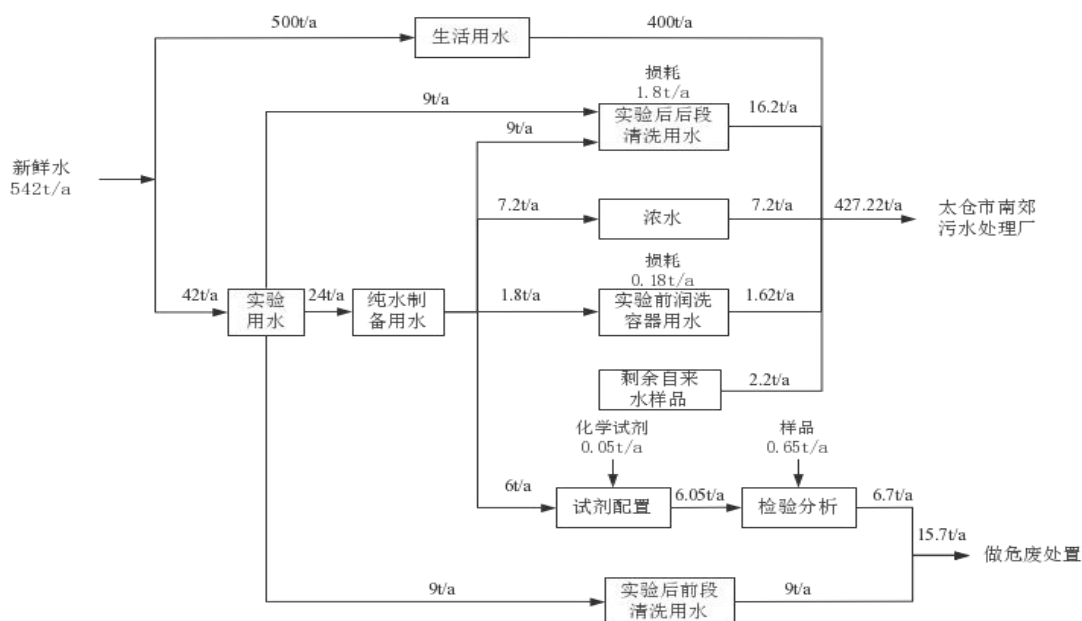 500t/a
生活用水
400t/a
损耗
1.8t/a
9t/a
实验后后段
清洗用水
16.2t/a
9t/a
新鲜水
542t/a
7.2t/a
浓水
7.2t/a
427.22t/a
太仓市南郊
污水处理厂
损耗
0.18t/a
42t/a
实验
用水
24t/a
纯水制
备用水
1.8t/a
实验前润洗
容器用水
1.62t/a
剩余自来
水样品
2.2t/a
化学试剂
0.05t/a
样品
0.65t/a
6t/a
试剂配置
6.05t/a
检验分析
6.7t/a
15.7t/a
做危废处置
9t/a
实验后前段
清洗用水
9t/a